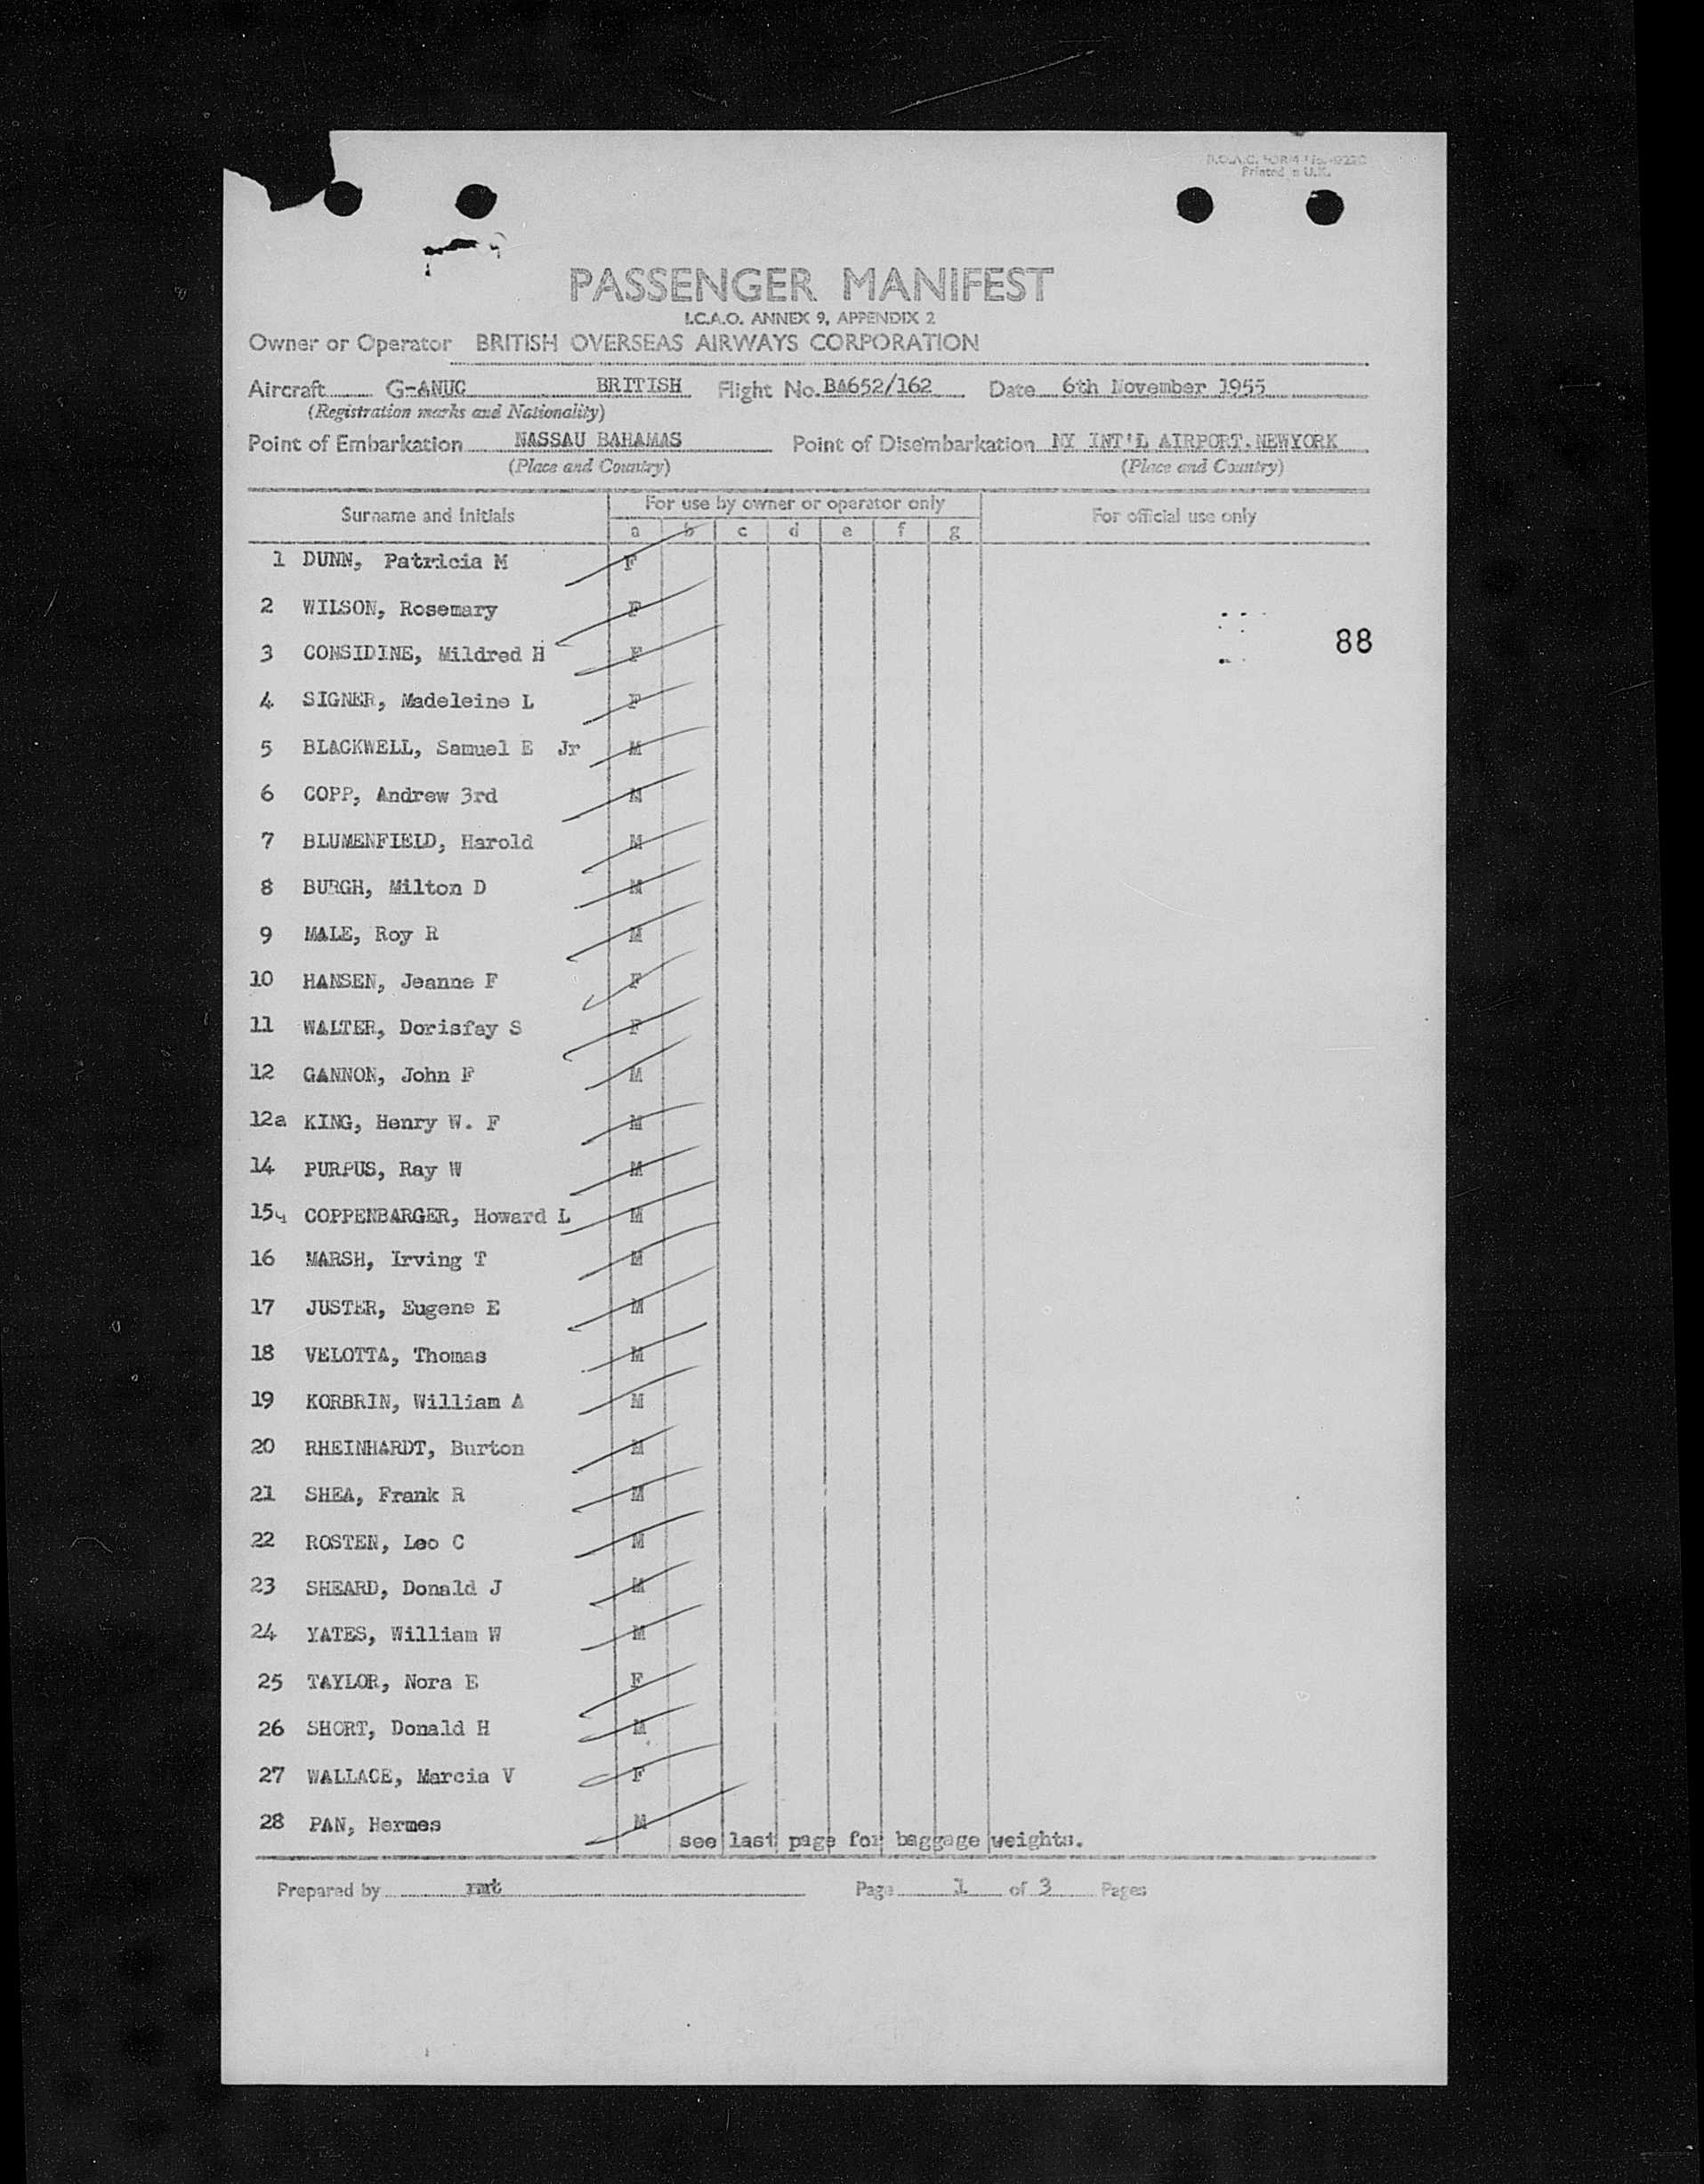 Printed in U.K.
PASSENGER MANIFEST
I.C.A.O. ANNEX 9, APPENDIX 2
Owner or Operator BRITISH OVERSEAS AIRWAYS CORPORATION
Aircraft G-ANUC BRITISH Flight No. BA652/162 Date 6th November 1955
(Registration marks and Nationality)
Point of Embarkation NASSAU BAHAMAS Point of Disembarkation NY INT'L AIRPORT, NEWYORK
(Place and Country) (Place and Country)
Surname and Initials For use by owner or operator only For official use only
a b c d e f g
1 DUNN, Patricia M F
2 WILSON, Rosemary F
88
3 CONSIDINE, Mildred H F
4 SIGNER, Madeleine L F
5 BLACKWELL, Samuel E Jr M
6 COPP, Andrew 3rd M
7 BLUMENFIELD, Harold M
8 BURGH, Milton D M
9 MALE, Roy R M
10 HANSEN, Jeanne F F
11 WALTER, Dorisfay S F
12 GANNON, John F M
12a KING, Henry W. F M
14 PURPUS, Ray W M
15 COPPENBARGER, Howard L M
16 MARSH, Irving T M
17 JUSTER, Eugene E M
18 VELOTTA, Thomas M
19 KORBRIN, William A M
20 RHEINHARDT, Burton M
21 SHEA, Frank R M
22 ROSTEN, Leo C M
23 SHEARD, Donald J M
24 YATES, William W M
25 TAYLOR, Nora E F
26 SHORT, Donald H M
27 WALLACE, Marcia V F
28 PAN, Hermes M
see last page for baggage weights.
Prepared by rmt Page 1 of 3 Pages